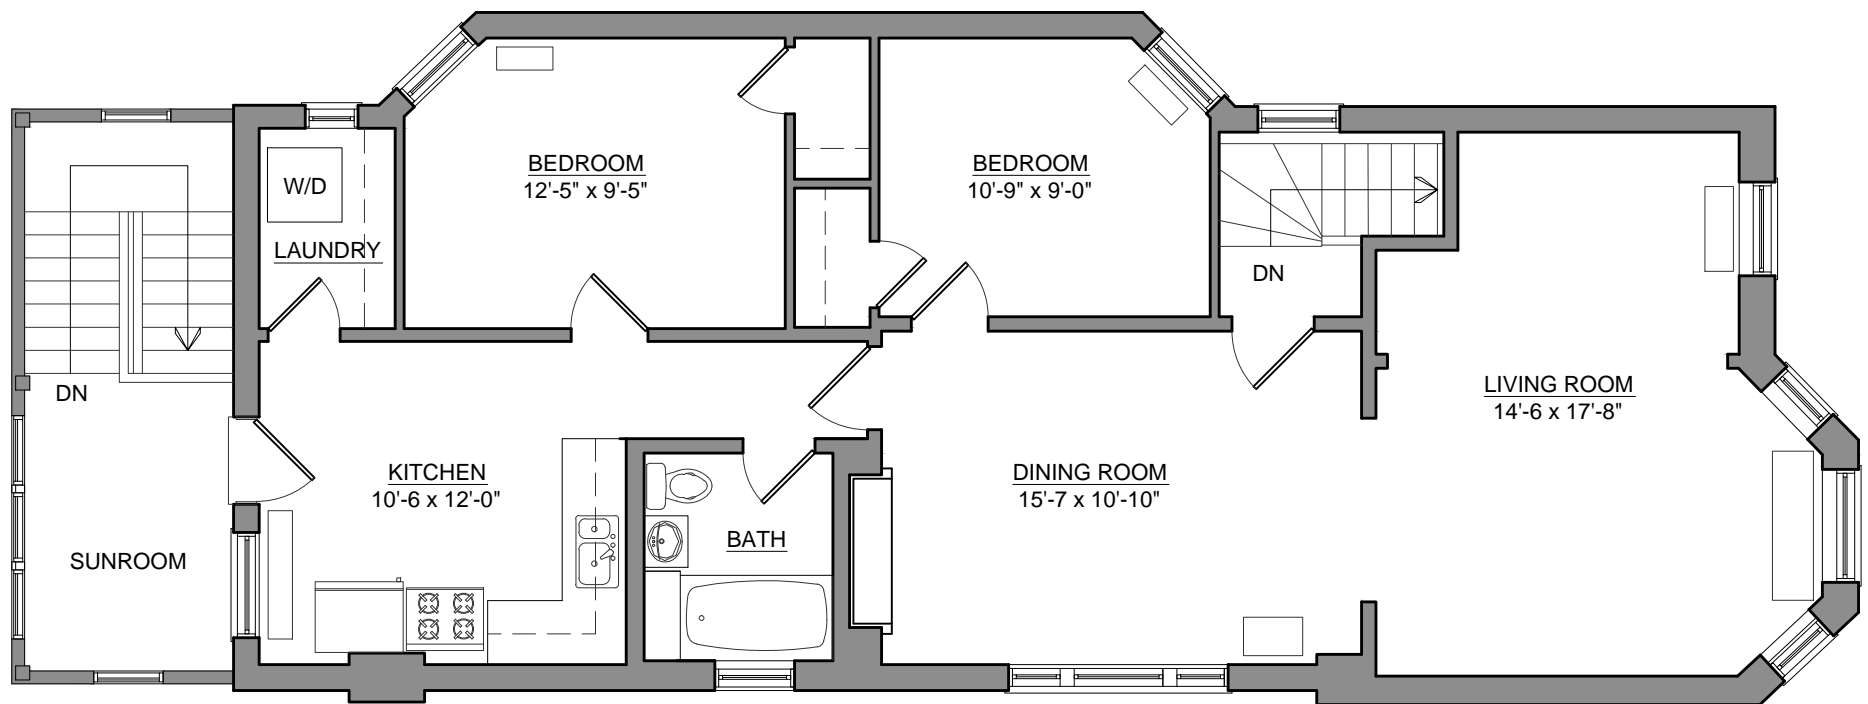 BEDROOM
12'-5" x 9'-5"
BEDROOM
10'-9" x 9'-0"
W/D
LAUNDRY
DN
DN
LIVING ROOM
14'-6 x 17'-8"
KITCHEN
10'-6 x 12'-0"
DINING ROOM
15'-7 x 10'-10"
BATH
SUNROOM